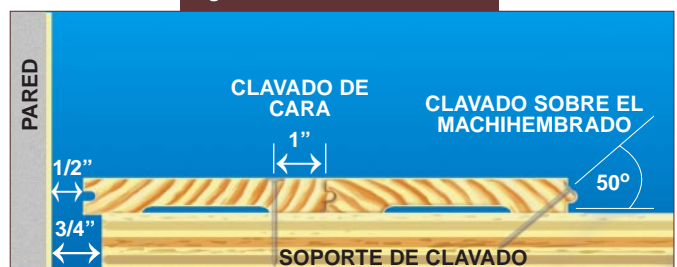 PARED
CLAVADO DE
CARA
1”
CLAVADO SOBRE EL
MACHIHEMBRADO
50º
1/2”
3/4”
SOPORTE DE CLAVADO